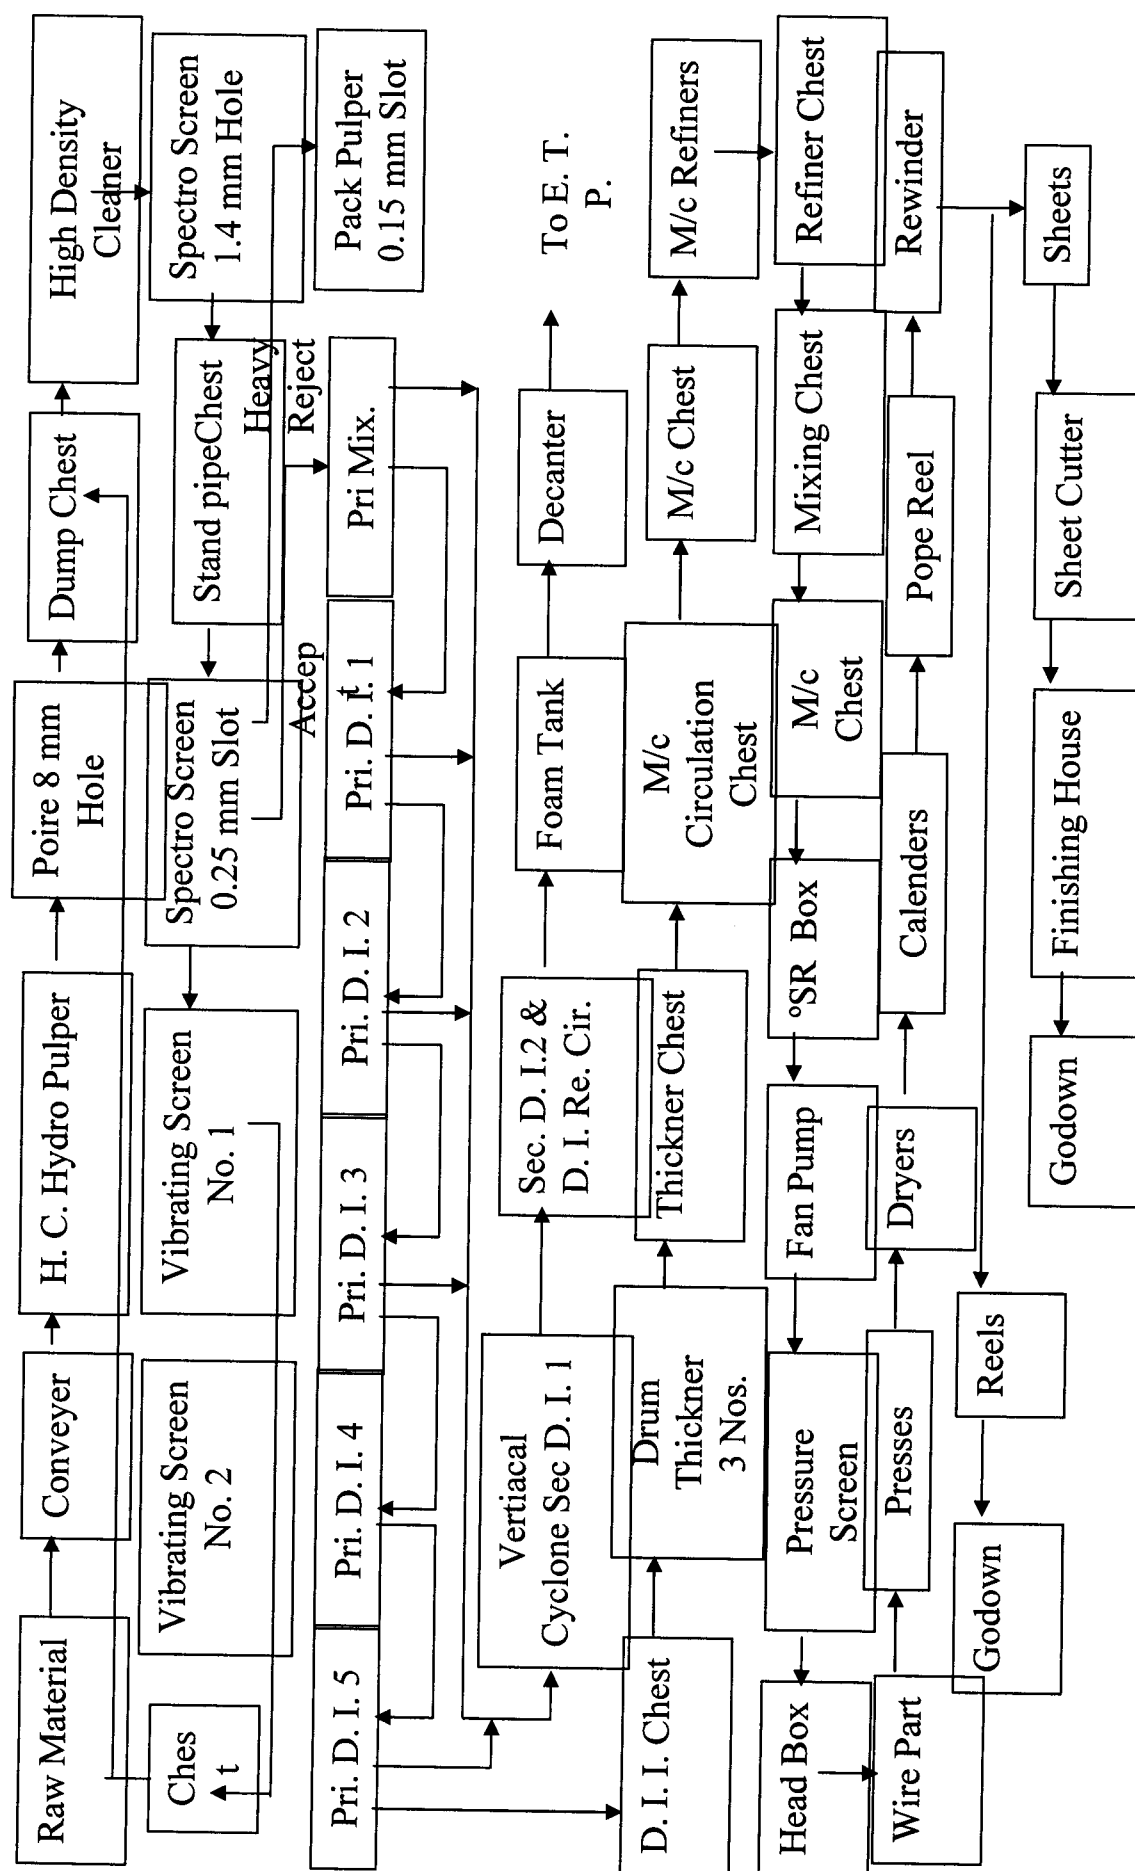 Raw Material
Conveyer
H. C. Hydro Pulper
Poire 8 mm
Hole
Dump Chest
High Density
Cleaner
Ches
t
Vibrating Screen
No. 2
Vibrating Screen
No. 1
Spectro Screen
0.25 mm Slot
Stand pipeChest
Spectro Screen
1.4 mm Hole
Accep
t
Heavy
Reject
Pri. D. I. 5
Pri. D. I. 4
Pri. D. I. 3
Pri. D. I. 2
Pri. D. I. 1
Pri Mix.
Pack Pulper
0.15 mm Slot
Vertiacal
Cyclone Sec D. I. 1
Sec. D. I.2 &
D. I. Re. Cir.
Foam Tank
Decanter
To E. T.
P.
D. I. I. Chest
Drum
Thickner
3 Nos.
Thickner Chest
M/c
Circulation
Chest
M/c Chest
M/c Refiners
Head Box
Pressure
Screen
Fan Pump
°SR Box
M/c
Chest
Mixing Chest
Refiner Chest
Wire Part
Presses
Dryers
Calenders
Pope Reel
Rewinder
Godown
Reels
Sheets
Godown
Finishing House
Sheet Cutter